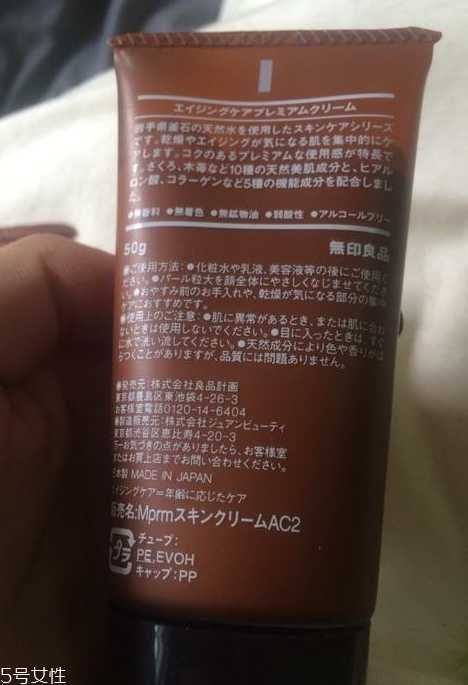 エイジングケアプレミアムクリーム
岩手県釜石の天然水を使用したスキンケアシリーズ
です。乾燥やエイジングが気になる肌を集中的にケ
アします。コクのあるプレミアムな使用感が特長で
す。ざくろ、木苺など10種の天然美肌成分と、ヒアル
ロン酸、コラーゲンなど5種の機能成分を配合しまし
た。
●無香料 ●無着色 ●無鉱物油 ●弱酸性 ●アルコールフリー
50g 無印良品
●ご使用方法:●化粧水や乳液、美容液等の後にご使用く
ださい。●パール粒大を顔全体にやさしくなじませてくださ
い。●おやすみ前のお手入れや、乾燥が気になる部分の集中
ケアにおすすめです。
●使用上のご注意:●肌に異常があるとき、または肌に合わ
ないときは使用しないでください。●目に入ったときは、すぐ
に水で洗い流してください。●天然成分により色や香りがば
らつくことがありますが、品質には問題ありません。
●発売元:株式会社良品計画
東京都豊島区東池袋4-26-3
お客様室電話0120-14-6404
●製造販売元:株式会社ジュアンビューティ
東京都渋谷区恵比寿4-20-3
万一お気づきの点がありましたら、お客様室
またはお買上店までお問い合わせください。
日本製 MADE IN JAPAN
エイジングケア=年齢に応じたケア
販売名:MprmスキンクリームAC2
プラ
チューブ:
PE,EVOH
キャップ:PP
5号女性